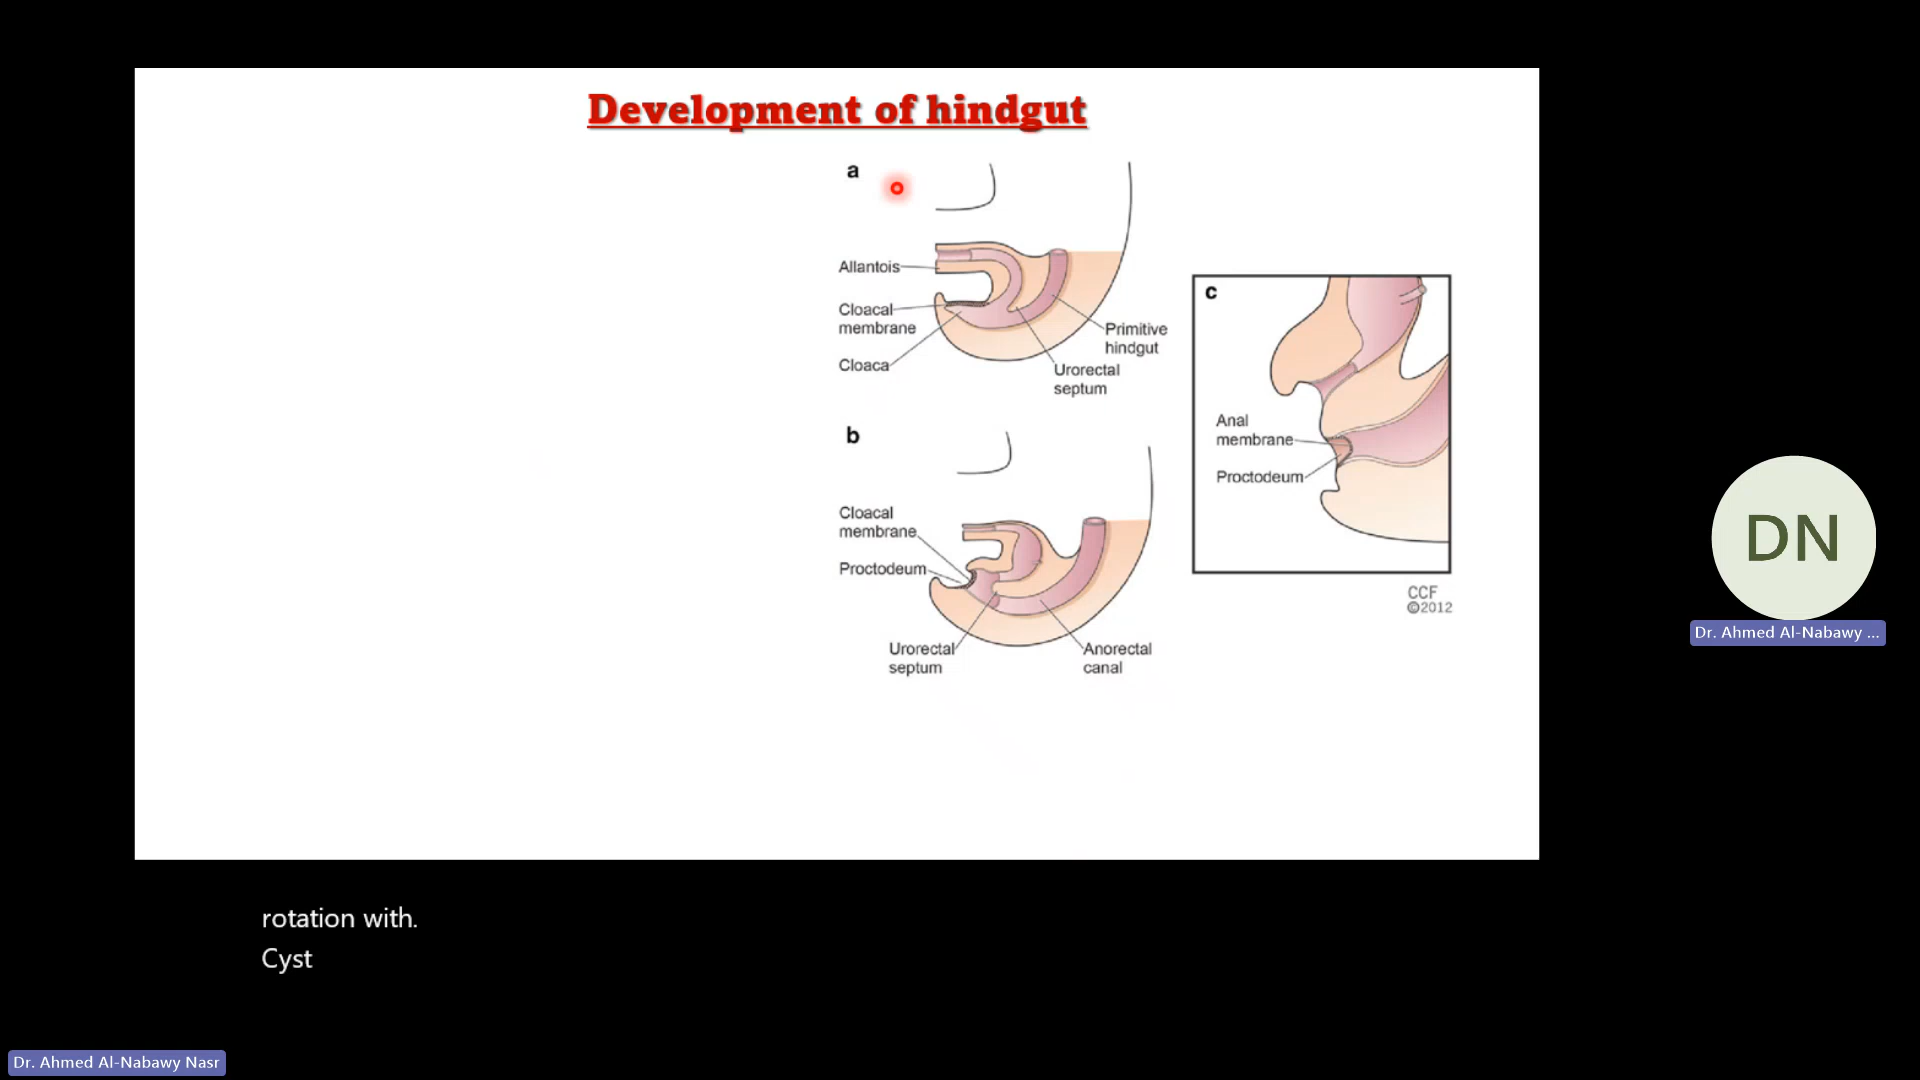 Development of hindgut
a
Allantois
Cloacal
membrane
Cloaca
Primitive
hindgut
Urorectal
septum
b
Cloacal
membrane
Proctodeum
Urorectal
septum
Anorectal
canal
c
Anal
membrane
Proctodeum
CCF
©2012
DN
Dr. Ahmed Al-Nabawy ...
rotation with.
Cyst
Dr. Ahmed Al-Nabawy Nasr